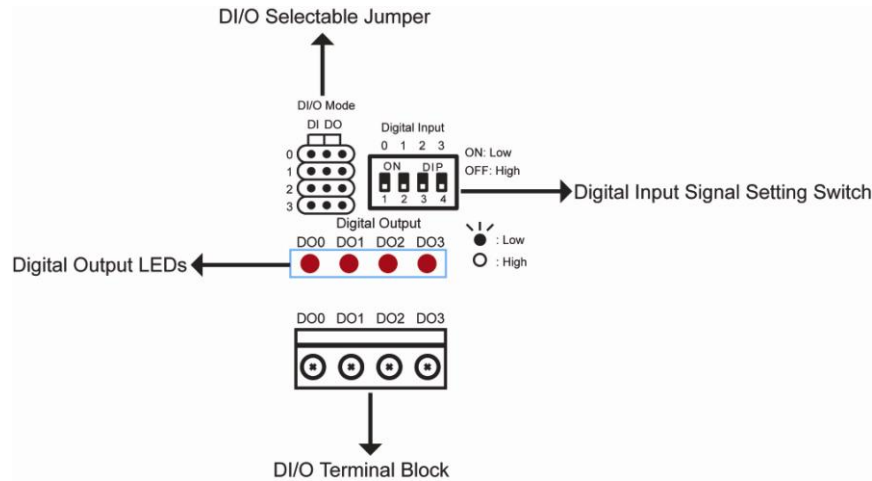 DI/O Selectable Jumper
DI/O Mode
DI DO
0
1
2
3
Digital Input
0 1 2 3
ON DIP
1 2 3 4
ON: Low
OFF: High
Digital Input Signal Setting Switch
Digital Output
DO0 DO1 DO2 DO3
: Low
: High
Digital Output LEDs
DO0 DO1 DO2 DO3
DI/O Terminal Block